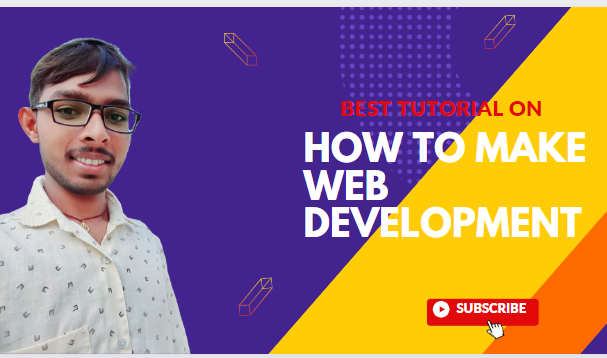 BEST TUTORIAL ON
HOW TO MAKE
WEB
DEVELOPMENT
SUBSCRIBE